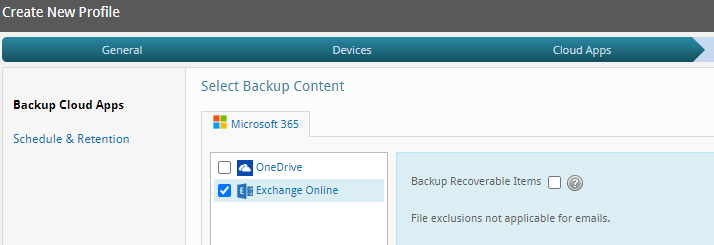 Create New Profile
General Devices Cloud Apps
Select Backup Content
Backup Cloud Apps
Schedule & Retention
Microsoft 365
OneDrive
Exchange Online
Backup Recoverable Items
File exclusions not applicable for emails.